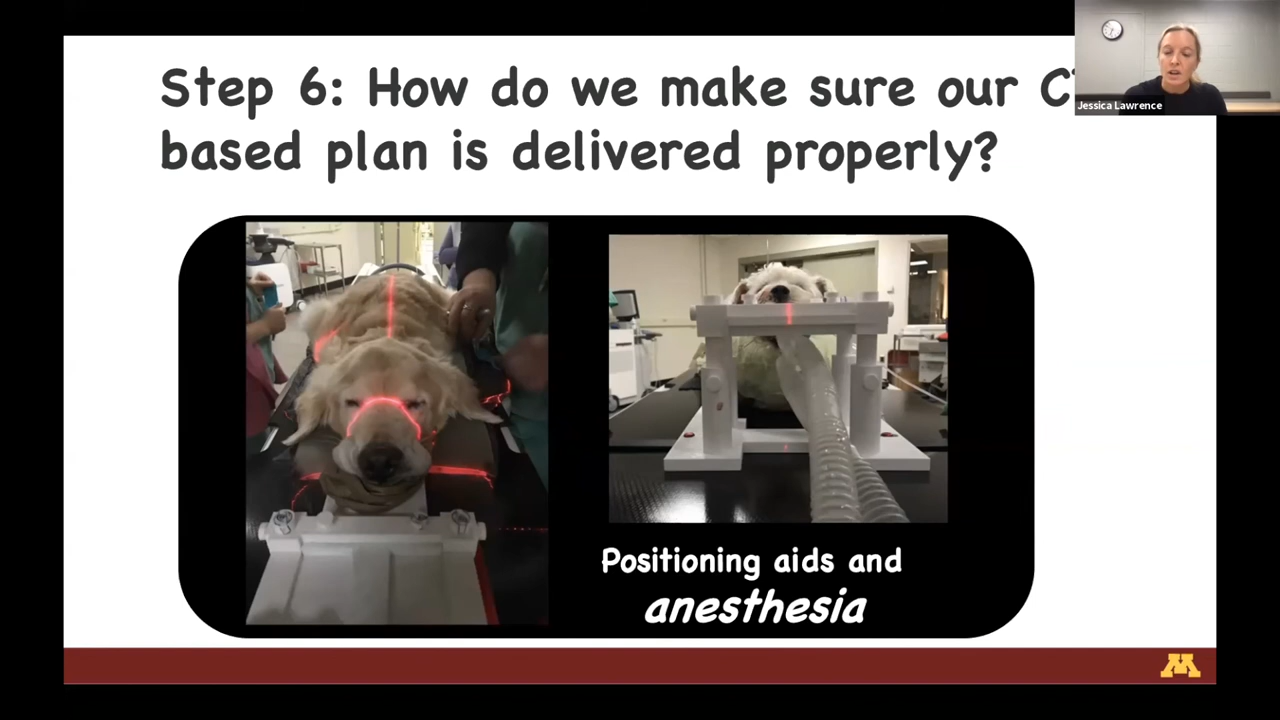 Step 6: How do we make sure our
based plan is delivered properly?
Jessica Lawrence
Positioning aids and
anesthesia
M